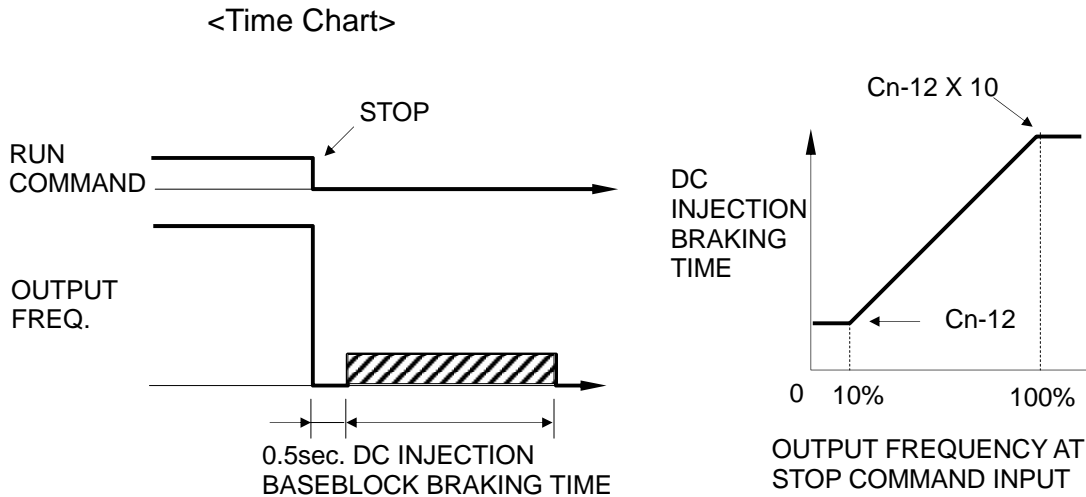 <Time Chart>
STOP
RUN
COMMAND
OUTPUT
FREQ.
0.5sec. DC INJECTION
BASEBLOCK BRAKING TIME
Cn-12 X 10
DC
INJECTION
BRAKING
TIME
Cn-12
0 10% 100%
OUTPUT FREQUENCY AT
STOP COMMAND INPUT